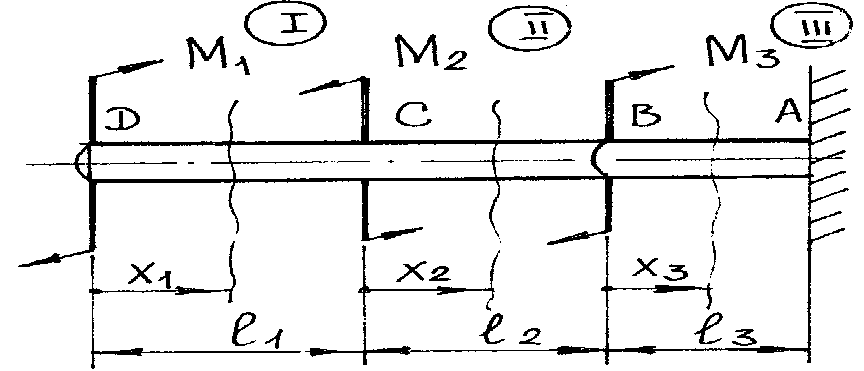 I II III
M1 M2 M3
D C B A
x1 x2 x3
l1 l2 l3